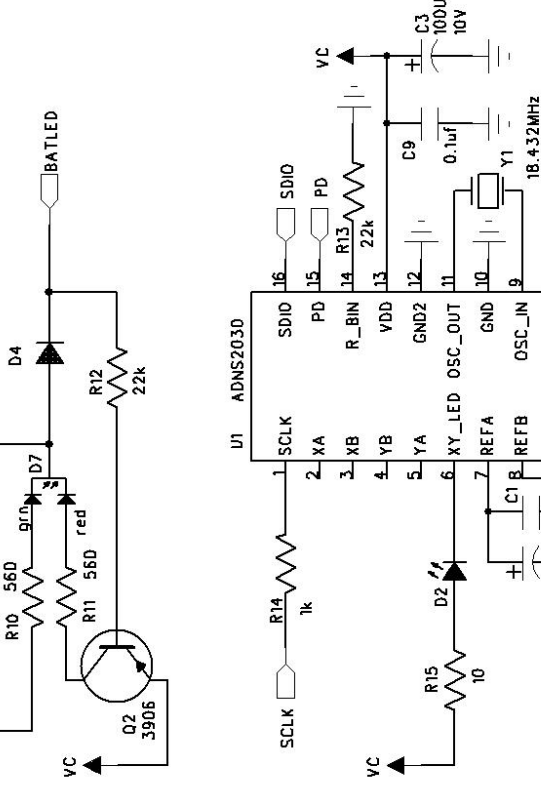 C3
100U
10V
VC
C9
0.1uf
Y1
18.432MHz
BATLED
SDIO
PD
R13
22k
16
15
14
13
12
11
10
9
SDIO
PD
R_BIN
VDD
GND2
OSC_OUT
GND
OSC_IN
D4
R12
22k
U1
ADNS2030
SCLK
XA
XB
YB
YA
XY_LED
REFA
REFB
1
2
3
4
5
6
7
8
D7
grn
red
C1
+
R10
560
R11
560
R14
1k
D2
Q2
3906
SCLK
R15
10
VC
VC
+